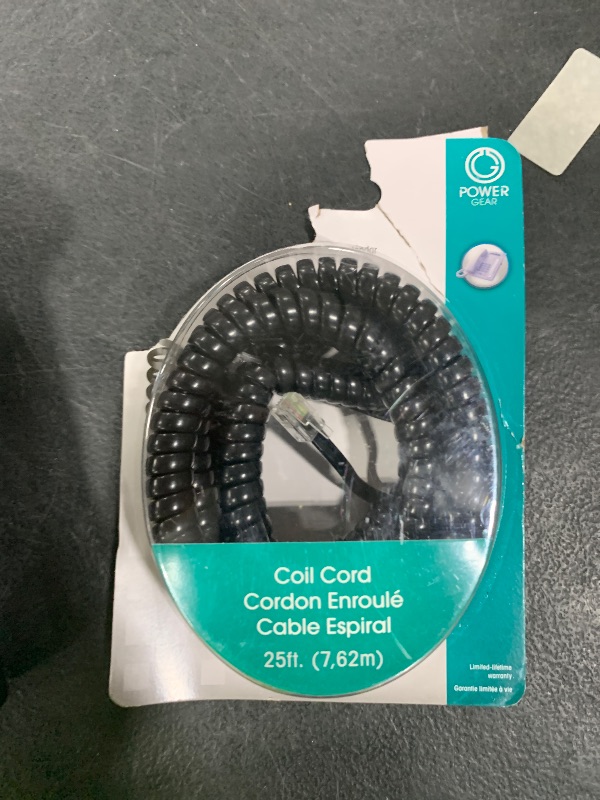 POWER
GEAR
Coil Cord
Cordon Enroulé
Cable Espiral
25ft. (7,62m)
Limited-lifetime
warranty
Garantie limitée à vie